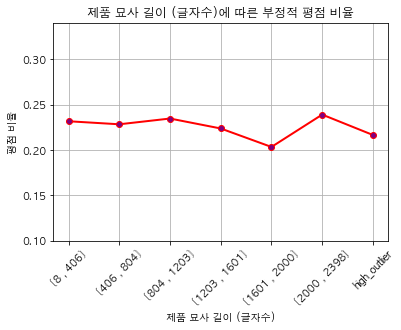 제품 묘사 길이 (글자수)에 따른 부정적 평점 비율
평점 비율
0.30
0.25
0.20
0.15
0.10
(8 , 406)
(406 , 804)
(804 , 1203)
(1203 , 1601)
(1601 , 2000)
(2000 , 2398)
hgh_outlier
제품 묘사 길이 (글자수)